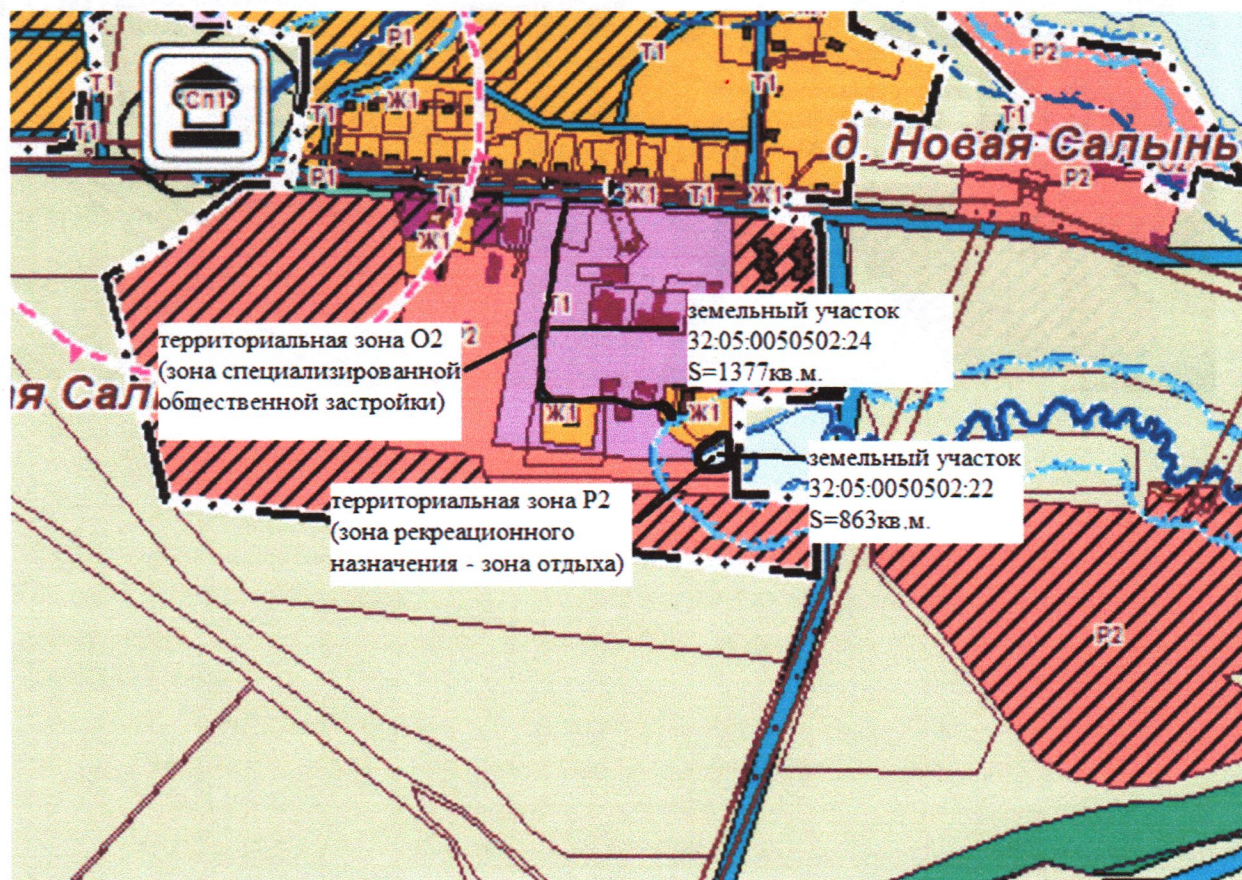 Р1
Р2
Т1
Т1
Т1
Сп1
Ж1
Т1
Т1
Т1
д. Новая Салынь
Р1
Т1
Ж1
Т1
Ж1
Р2
Ж1
Т1
земельный участок
32:05:0050502:24
S=1377кв.м.
территориальная зона О2
(зона специализированной
общественной застройки)
ая Сал
Ж1
Ж1
земельный участок
32:05:0050502:22
S=863кв.м.
территориальная зона Р2
(зона рекреационного
назначения - зона отдыха)
Р2